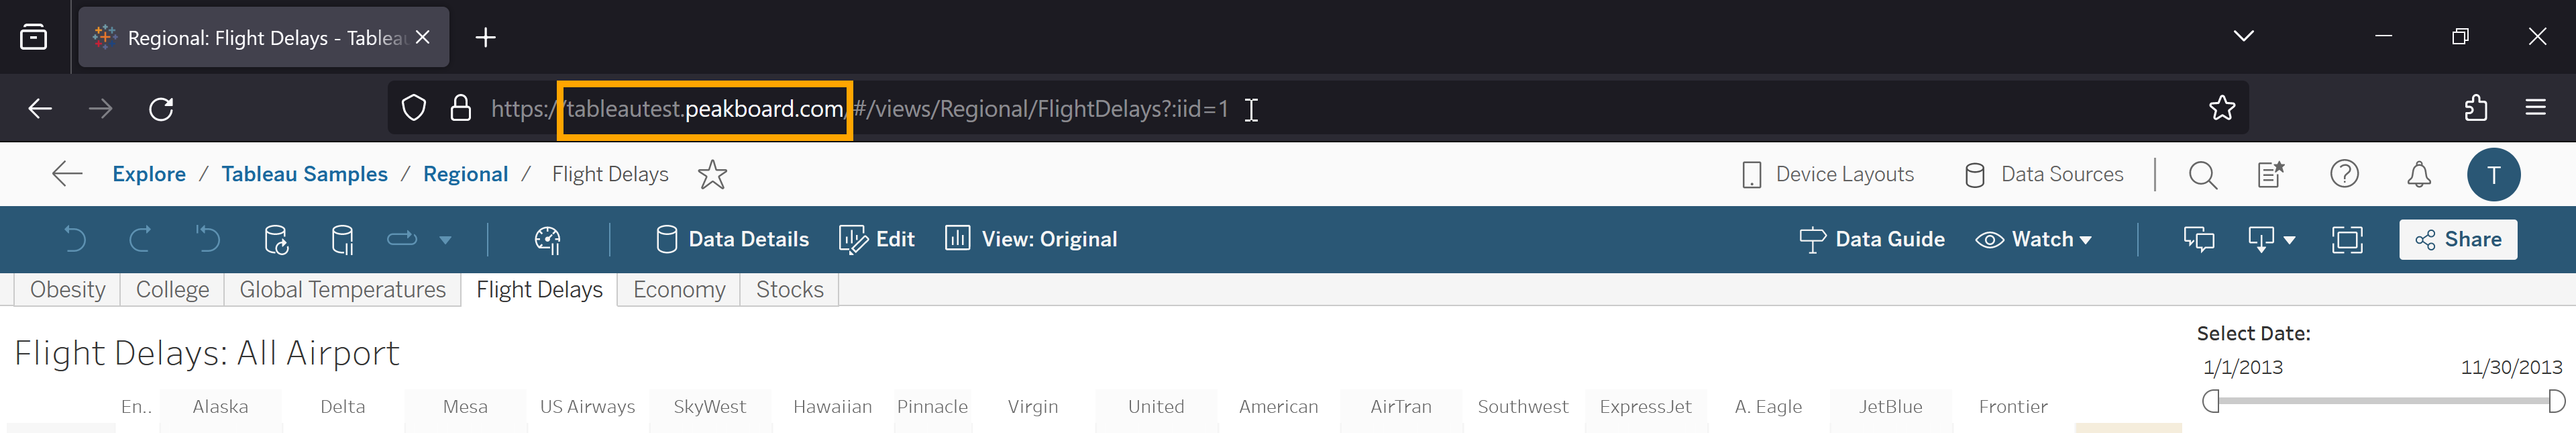 Regional: Flight Delays - Tableau
https://tableautest.peakboard.com/#/views/Regional/FlightDelays?:iid=1
Explore / Tableau Samples / Regional / Flight Delays
Device Layouts
Data Sources
T
Data Details
Edit
View: Original
Data Guide
Watch
Share
Obesity
College
Global Temperatures
Flight Delays
Economy
Stocks
Flight Delays: All Airport
Select Date:
1/1/2013
11/30/2013
En.. Alaska Delta Mesa US Airways SkyWest Hawaiian Pinnacle Virgin United American AirTran Southwest ExpressJet A. Eagle JetBlue Frontier